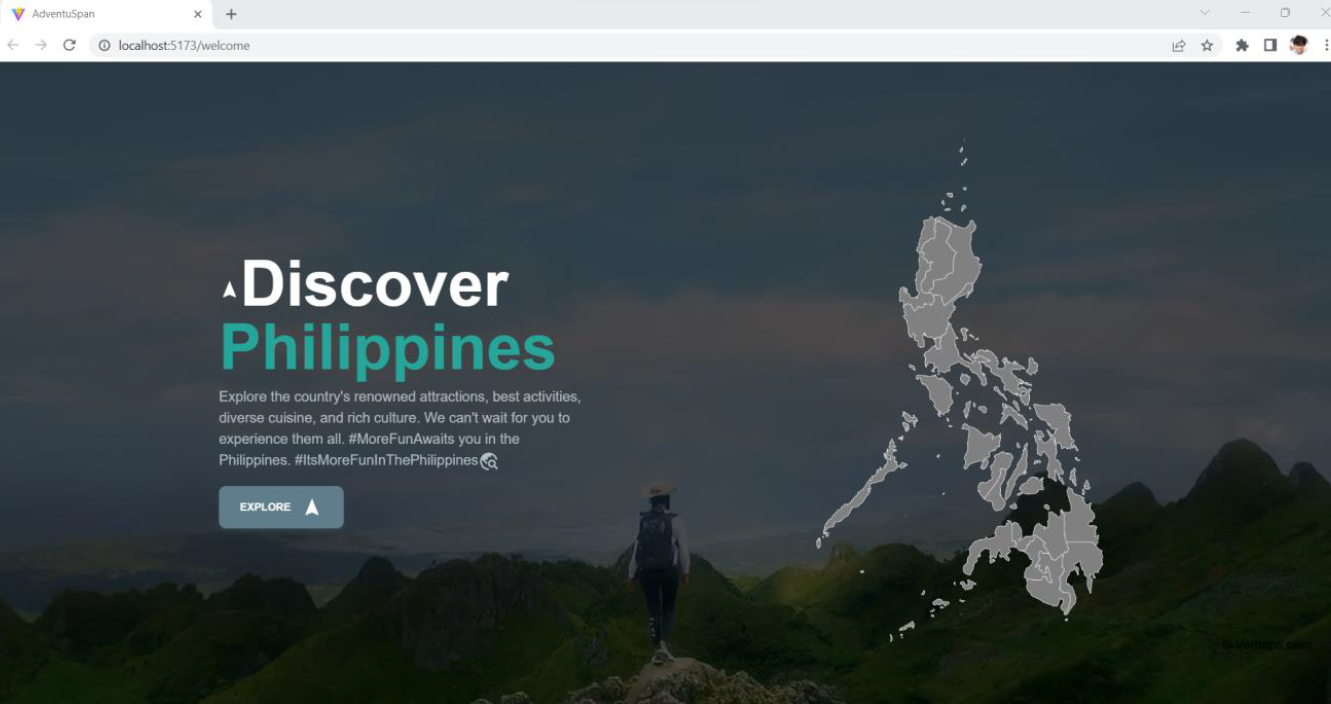 AdventuSpan
localhost:5173/welcome
Discover
Philippines
Explore the country's renowned attractions, best activities,
diverse cuisine, and rich culture. We can't wait for you to
experience them all. #MoreFunAwaits you in the
Philippines. #ItsMoreFunInThePhilippines
EXPLORE
© vemaps.com